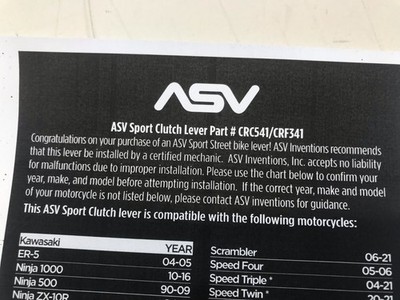 ASV
ASV Sport Clutch Lever Part # CRC541/CRF341
Congratulations on your purchase of an ASV Sport Street bike lever! ASV Inventions recommends
that this lever be installed by a certified mechanic. ASV Inventions, Inc. accepts no liability
for malfunctions due to improper installation. Please use the chart below to confirm your
year, make, and model before attempting installation. If the correct year, make and model
of your motorcycle is not listed below, please contact ASV inventions for guidance.
This ASV Sport Clutch lever is compatible with the following motorcycles:
Kawasaki YEAR
ER-5 04-05
Ninja 1000 10-16
Ninja 500 90-09
Ninja ZX-10R
Scrambler 06-21
Speed Four 05-06
Speed Triple * 04-21
Speed Twin * 20-21